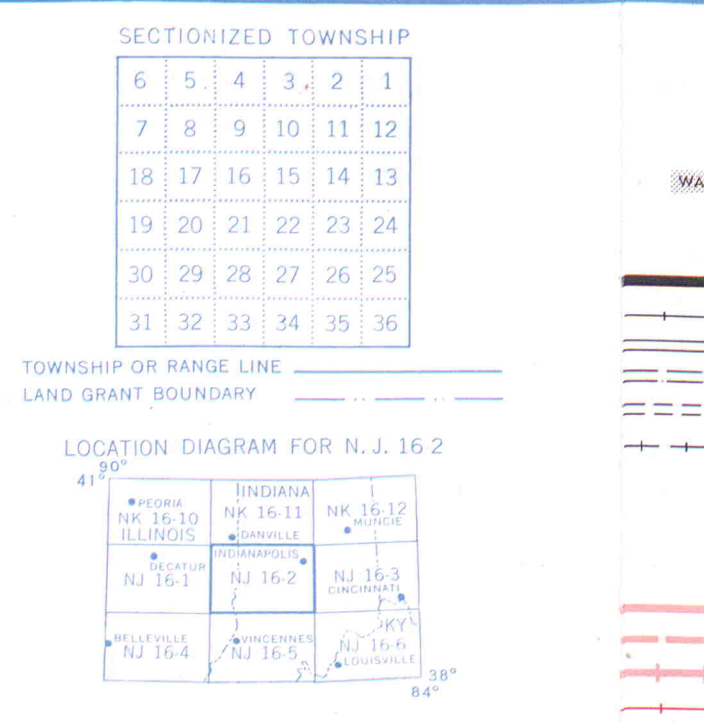 SECTIONIZED TOWNSHIP
6 5 4 3 2 1
7 8 9 10 11 12
18 17 16 15 14 13
19 20 21 22 23 24
30 29 28 27 26 25
31 32 33 34 35 36
TOWNSHIP OR RANGE LINE
LAND GRANT BOUNDARY
LOCATION DIAGRAM FOR N.J. 16 2
90°
41°
PEORIA
NK 16-10
ILLINOIS
INDIANA
NK 16-11
DANVILLE
NK 16-12
MUNCIE
DECATUR
NJ 16-1
INDIANAPOLIS
NJ 16-2
NJ 16-3
CINCINNATI
BELLEVILLE
NJ 16-4
VINCENNES
NJ 16-5
KY
NJ 16-6
LOUISVILLE
38°
84°
WA